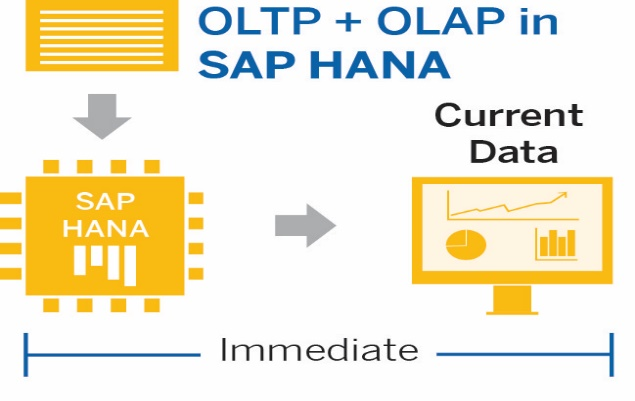 OLTP + OLAP in
SAP HANA
Current
Data
SAP
HANA
Immediate